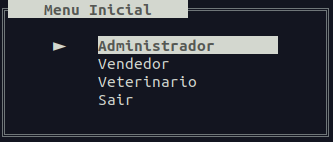 Menu Inicial
Administrador
Vendedor
Veterinario
Sair